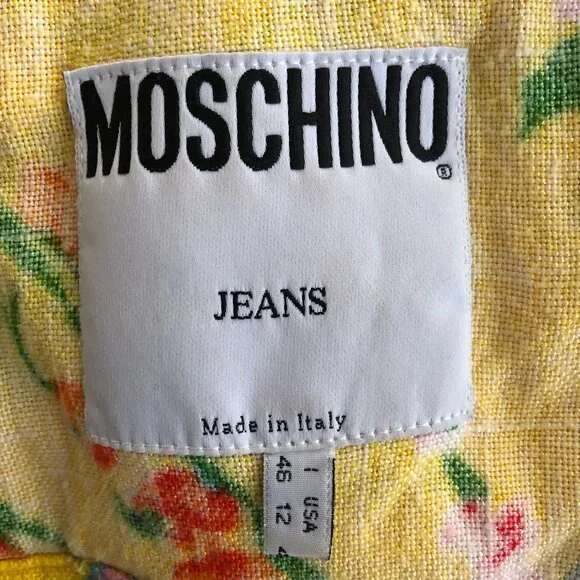 MOSCHINO®
JEANS
Made in Italy
I 46
USA 12